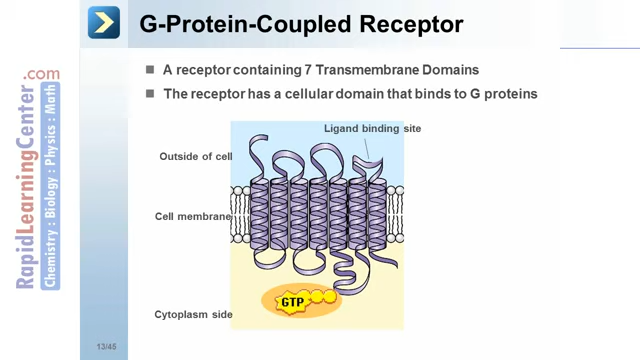 G-Protein-Coupled Receptor
A receptor containing 7 Transmembrane Domains
The receptor has a cellular domain that binds to G proteins
Ligand binding site
Outside of cell
Cell membrane
GTP
Cytoplasm side
13/45
RapidLearningCenter.com
Chemistry : Biology : Physics : Math